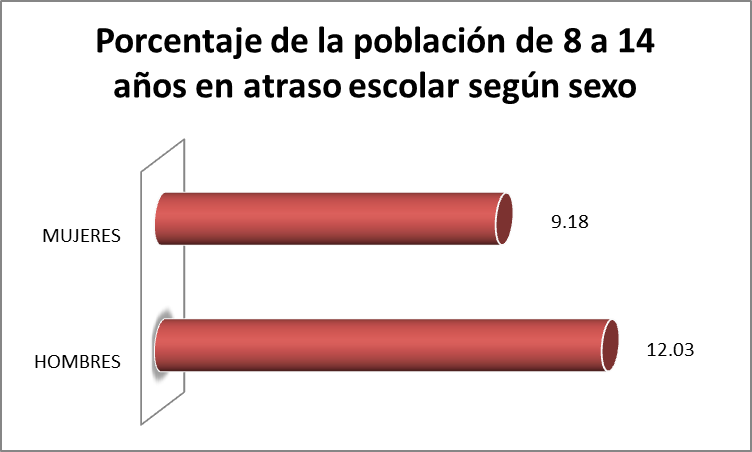 Porcentaje de la población de 8 a 14
años en atraso escolar según sexo
MUJERES
9.18
HOMBRES
12.03